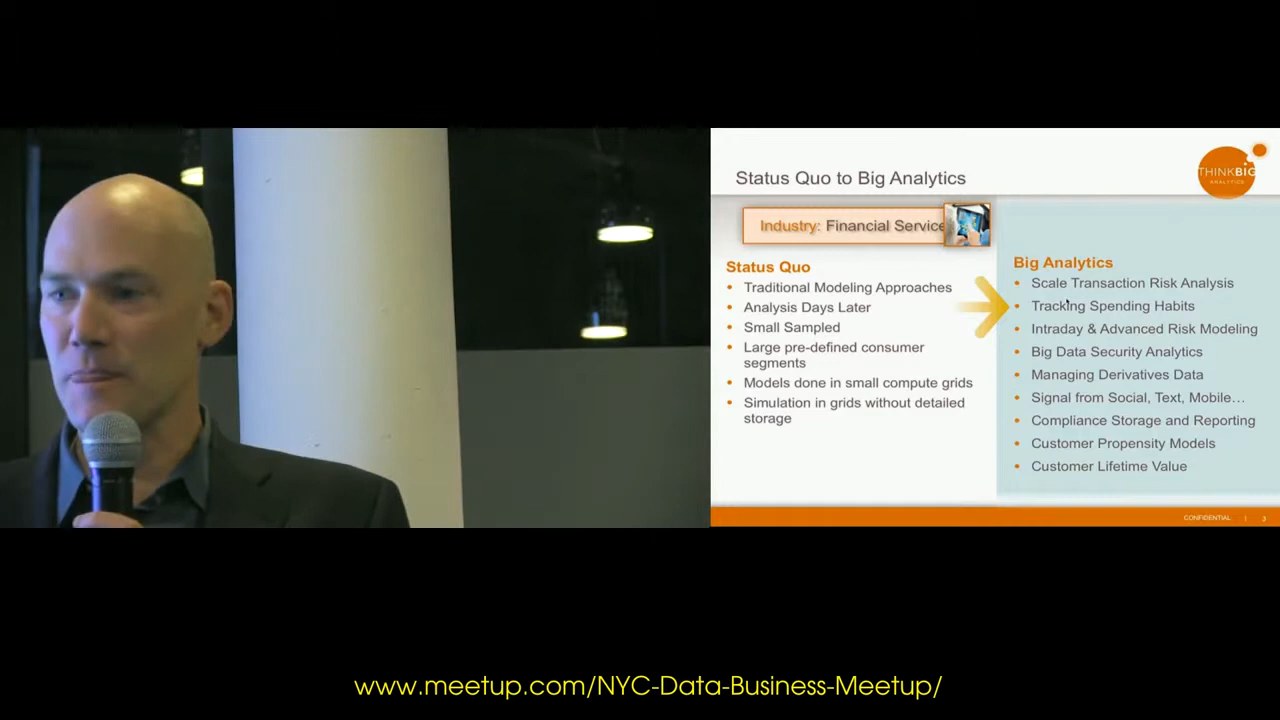 Status Quo to Big Analytics
THINKBIG
ANALYTICS
Industry: Financial Service
Status Quo
• Traditional Modeling Approaches
• Analysis Days Later
• Small Sampled
• Large pre-defined consumer
segments
• Models done in small compute grids
• Simulation in grids without detailed
storage
Big Analytics
• Scale Transaction Risk Analysis
• Tracking Spending Habits
• Intraday & Advanced Risk Modeling
• Big Data Security Analytics
• Managing Derivatives Data
• Signal from Social, Text, Mobile…
• Compliance Storage and Reporting
• Customer Propensity Models
• Customer Lifetime Value
CONFIDENTIAL | 3
www.meetup.com/NYC-Data-Business-Meetup/